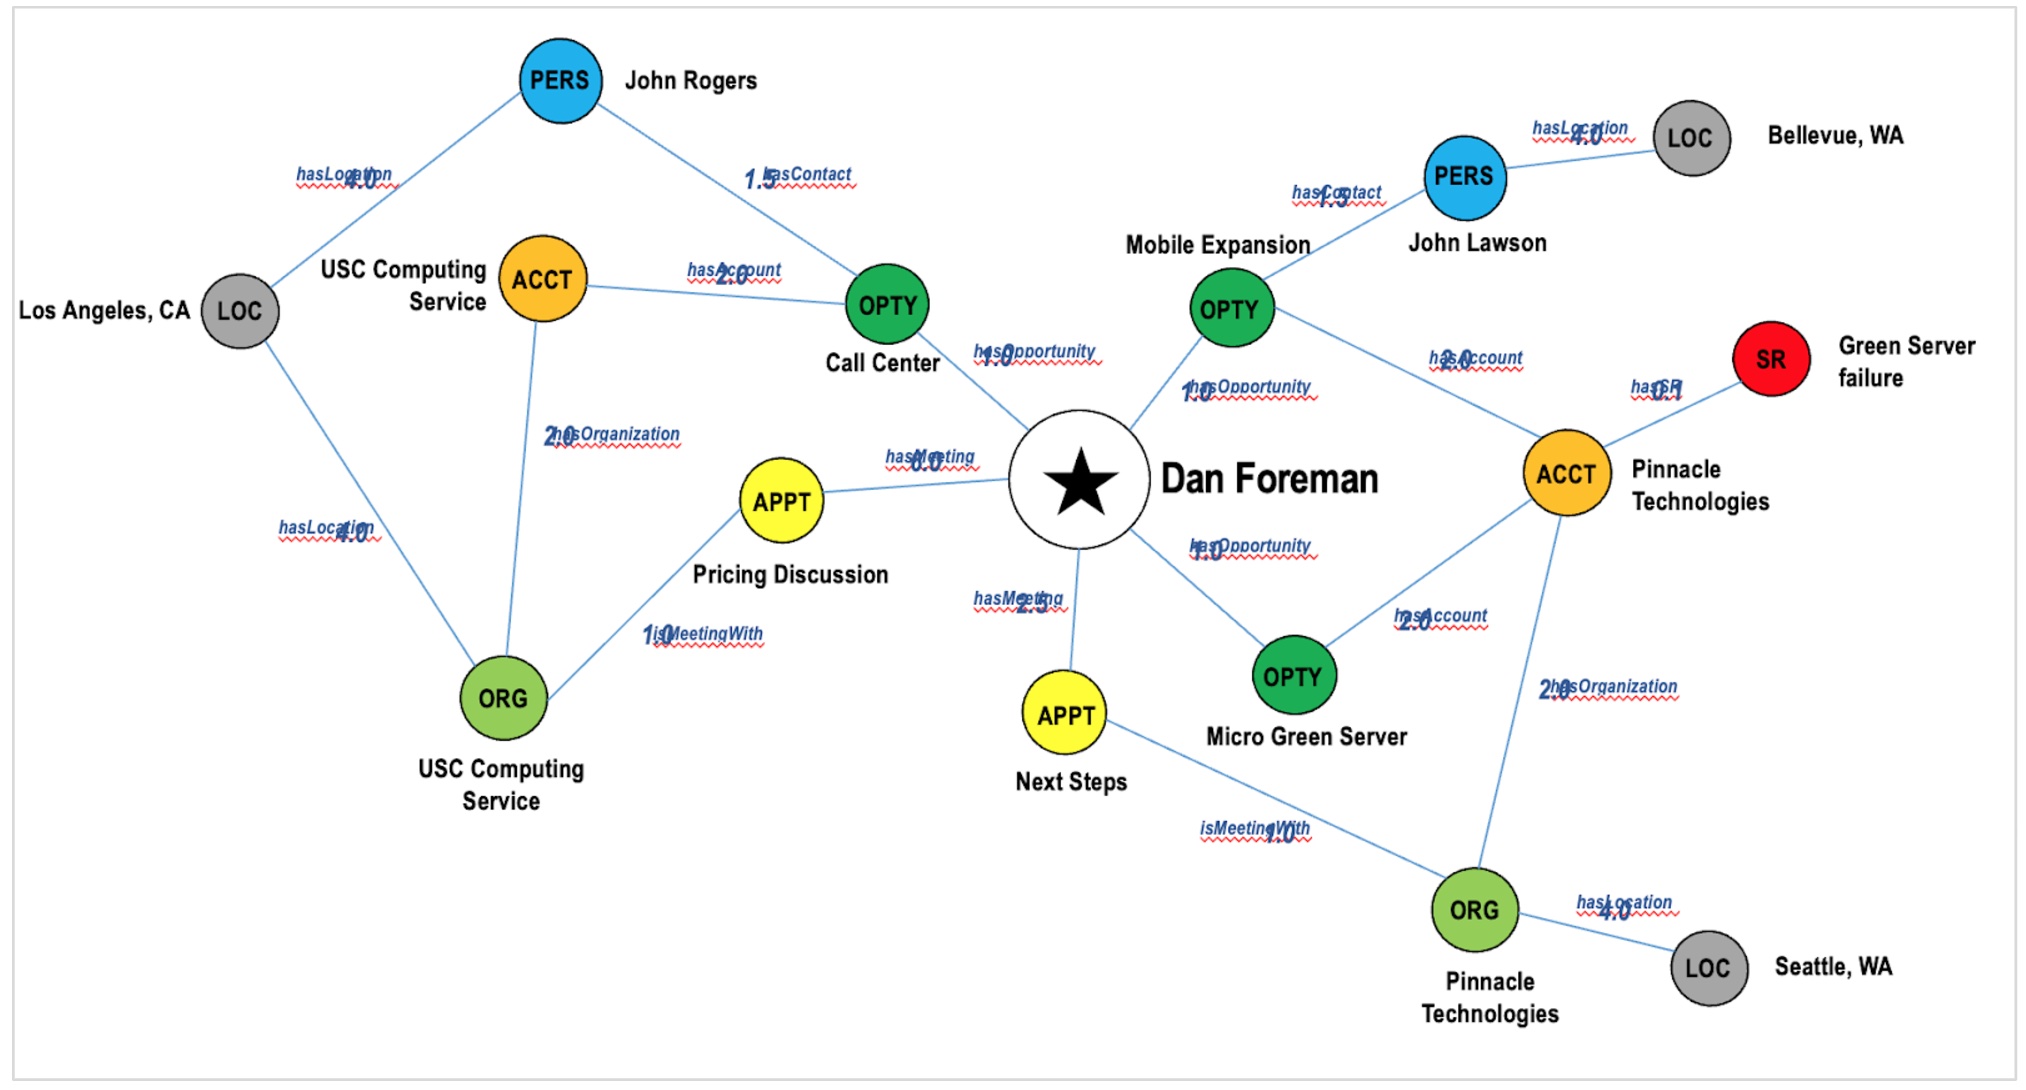 PERS
John Rogers
hasLocation
4.0
1.5
hasContact
USC Computing
Service
ACCT
hasAccount
2.0
Los Angeles, CA
LOC
OPTY
Call Center
hasOpportunity
1.0
hasLocation
4.0
2.0
hasOrganization
hasMeeting
APPT
Pricing Discussion
1.0
isMeetingWith
ORG
USC Computing
Service
Dan Foreman
Mobile Expansion
OPTY
1.0
hasOpportunity
hasContact
1.5
PERS
John Lawson
hasLocation
4.0
LOC
Bellevue, WA
hasAccount
2.0
hasSR
0.1
SR
Green Server
failure
ACCT
Pinnacle
Technologies
hasOpportunity
1.0
hasAccount
2.0
OPTY
Micro Green Server
hasMeeting
2.5
APPT
Next Steps
isMeetingWith
1.0
2.0
hasOrganization
ORG
Pinnacle
Technologies
hasLocation
4.0
LOC
Seattle, WA